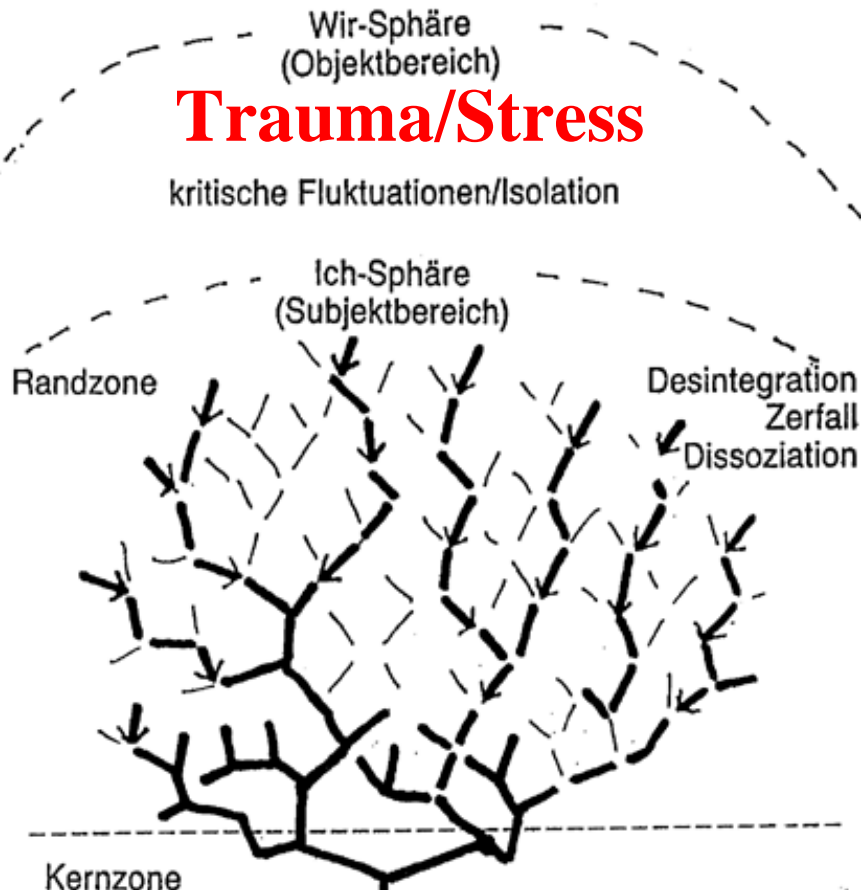 Wir-Sphäre
(Objektbereich)
Trauma/Stress
kritische Fluktuationen/Isolation
Ich-Sphäre
(Subjektbereich)
Randzone
Desintegration
Zerfall
Dissoziation
Kernzone